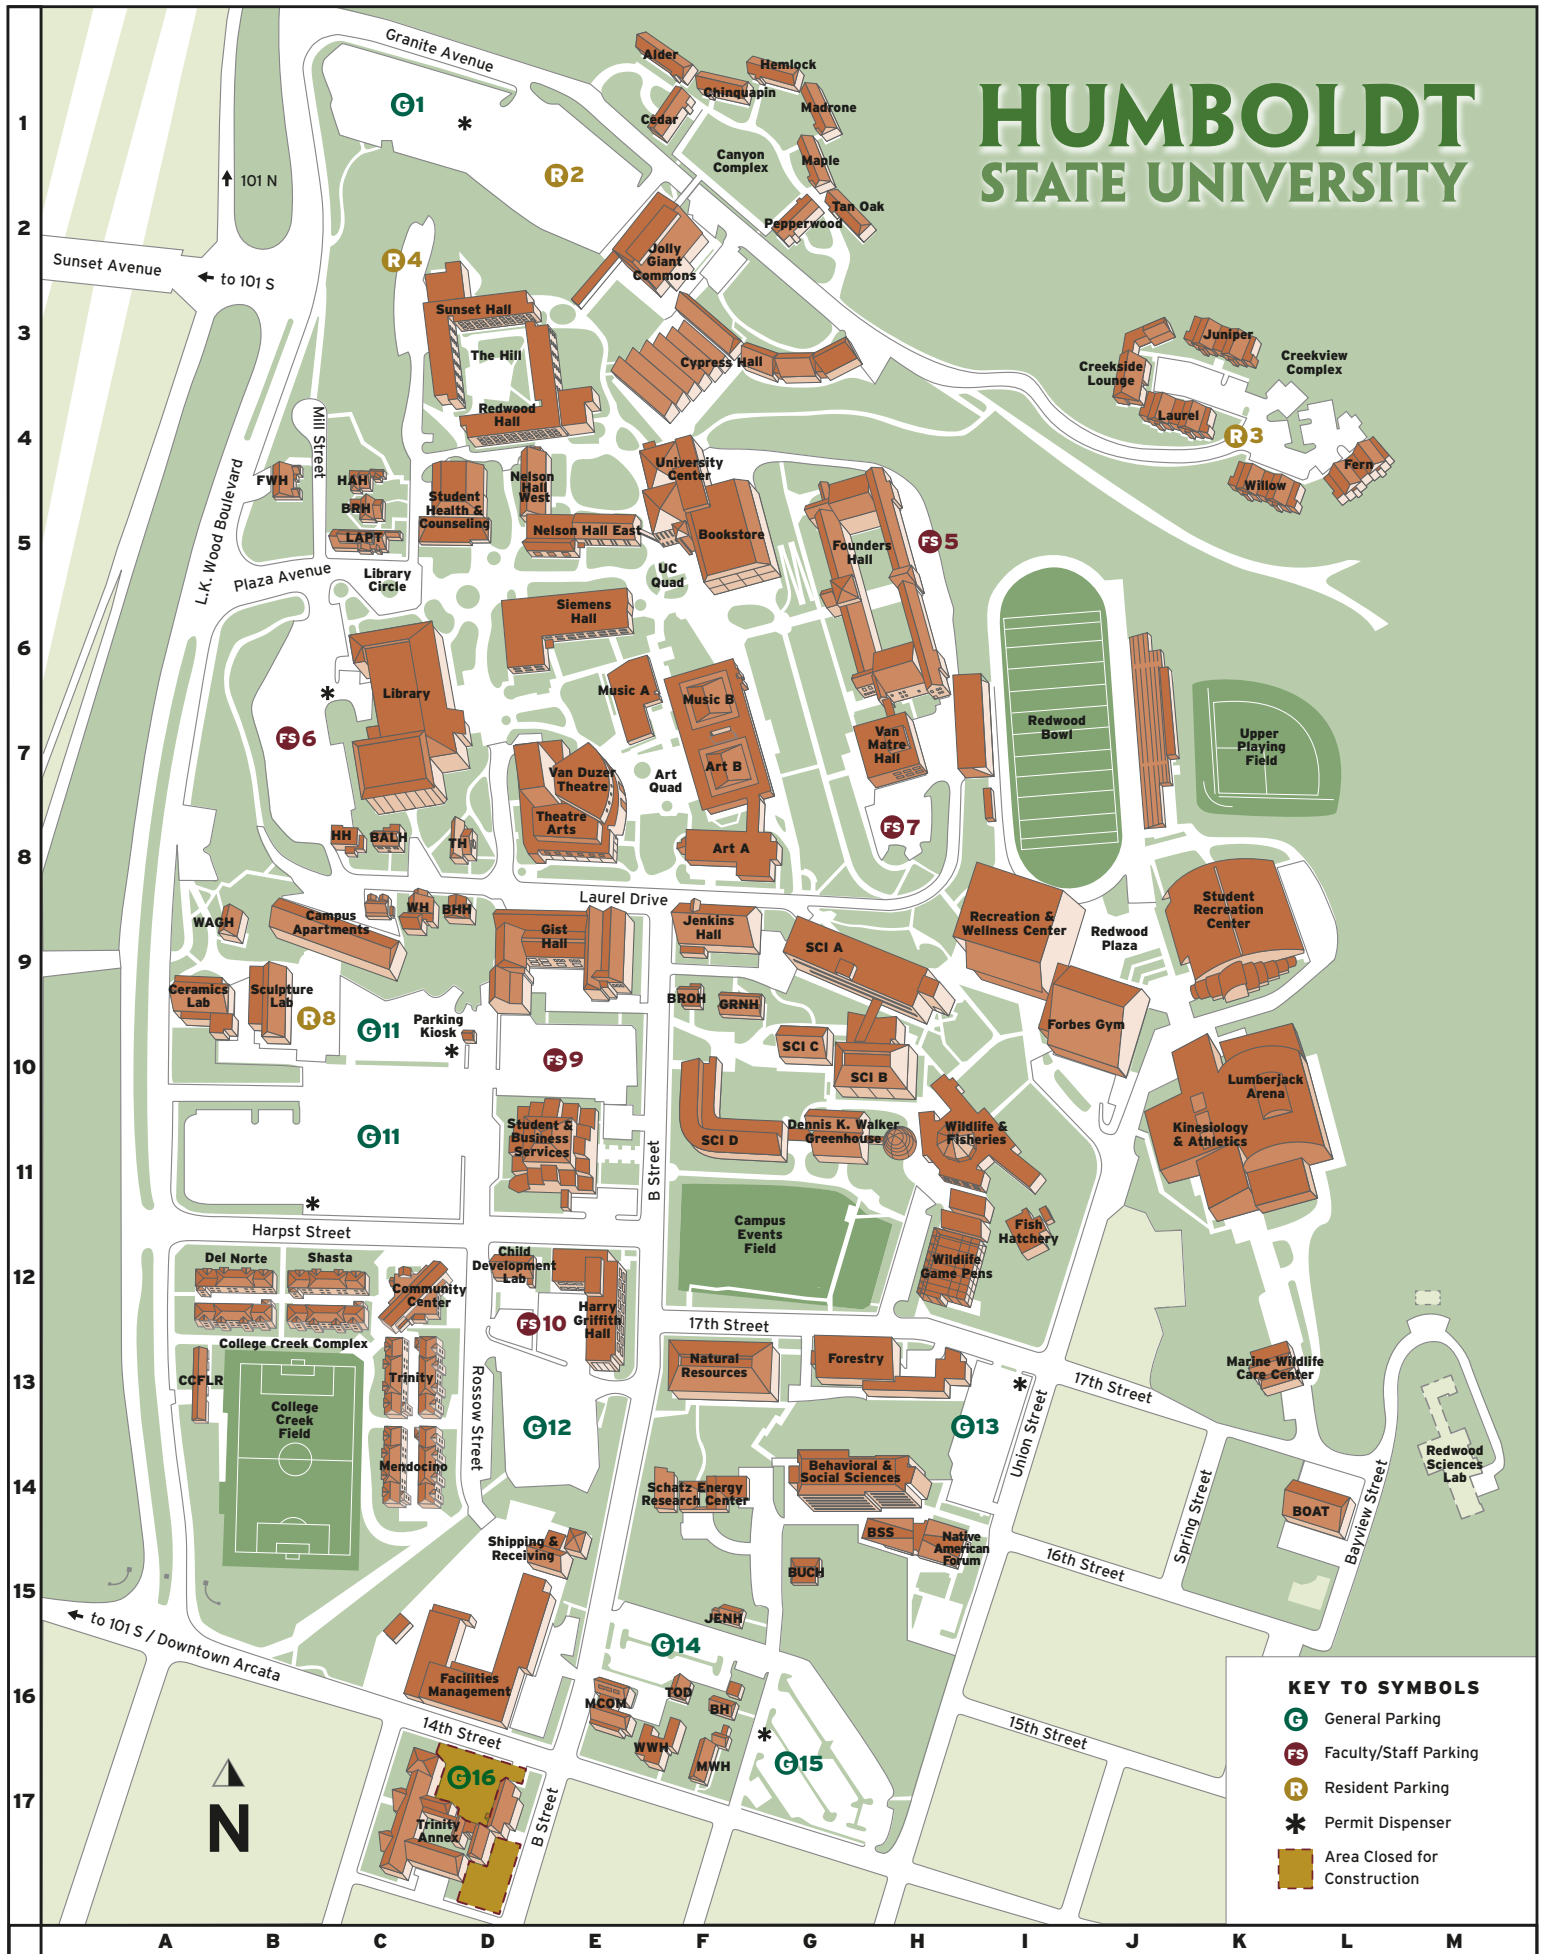 HUMBOLDT
STATE UNIVERSITY
Granite Avenue
G1
*
R2
101 N
Alder
Hemlock
Chinquapin
Madrone
Cedar
Canyon
Complex
Maple
Tan Oak
Pepperwood
Sunset Avenue
to 101 S
R4
Jolly
Giant
Commons
Sunset Hall
The Hill
Redwood
Hall
Cypress Hall
Juniper
Creekside
Lounge
Creekview
Complex
Laurel
R3
Fern
Willow
Mill Street
L.K. Wood Boulevard
FWH
HAH
BRH
LAPT
Student
Health &
Counseling
Nelson
Hall
West
Nelson Hall East
University
Center
Bookstore
Founders
Hall
FS5
Plaza Avenue
Library
Circle
UC
Quad
Siemens
Hall
Library
*
FS6
Music A
Music B
Art B
Art
Quad
Van
Matre
Hall
FS7
Redwood
Bowl
Upper
Playing
Field
Van Duzer
Theatre
Theatre
Arts
HH
BALH
TH
Art A
Laurel Drive
WAGH
Campus
Apartments
WH
BHH
Gist
Hall
Jenkins
Hall
SCI A
Recreation &
Wellness Center
Redwood
Plaza
Student
Recreation
Center
Ceramics
Lab
Sculpture
Lab
R8
G11
Parking
Kiosk
*
FS9
BROH
GRNH
SCI C
SCI B
Forbes Gym
Lumberjack
Arena
Kinesiology
& Athletics
G11
*
Student &
Business
Services
B Street
SCI D
Dennis K. Walker
Greenhouse
Wildlife &
Fisheries
Campus
Events
Field
Fish
Hatchery
Wildlife
Game Pens
Harpst Street
Del Norte
Shasta
Community
Center
College Creek Complex
Child
Development
Lab
FS10
Harry
Griffith
Hall
17th Street
Natural
Resources
Forestry
*
G13
Union Street
17th Street
Marine Wildlife
Care Center
CCFLR
College
Creek
Field
Trinity
Mendocino
Rossow Street
G12
Schatz Energy
Research Center
Behavioral &
Social Sciences
BSS
Native
American
Forum
Spring Street
BOAT
Bayview Street
Redwood
Sciences
Lab
Shipping &
Receiving
BUCH
16th Street
JENH
to 101 S / Downtown Arcata
G14
Facilities
Management
MCOM
TOD
BH
WWH
MWH
*
G15
15th Street
14th Street
G16
Trinity
Annex
B Street
N
KEY TO SYMBOLS
G General Parking
FS Faculty/Staff Parking
R Resident Parking
* Permit Dispenser
Area Closed for
Construction
1
2
3
4
5
6
7
8
9
10
11
12
13
14
15
16
17
A B C D E F G H I J K L M